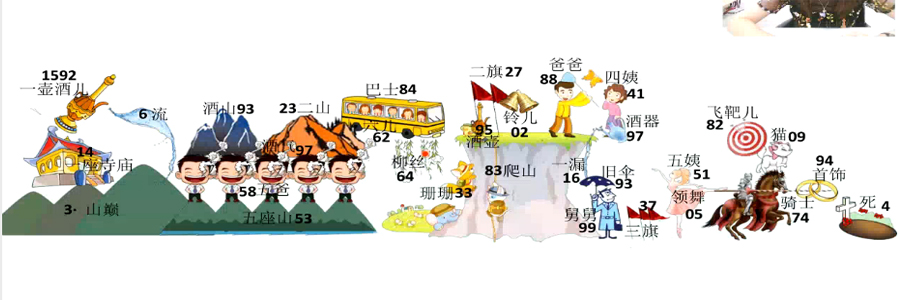 3· 山巅
14
一座寺庙
1592
一壶酒儿
6 流
五座山 53
58 五爸
酒瓶 97
酒山 93
23 二山
巴士 84
六儿
62
柳丝
64
珊珊 33
83 爬山
95
酒壶
二旗 27
铃儿
02
爸爸
88
四姨
41
酒器
97
一漏
16
旧伞
93
舅舅
99
37
三旗
五姨
51
领舞
05
飞靶儿
82
猫 09
骑士
74
94
首饰
死 4